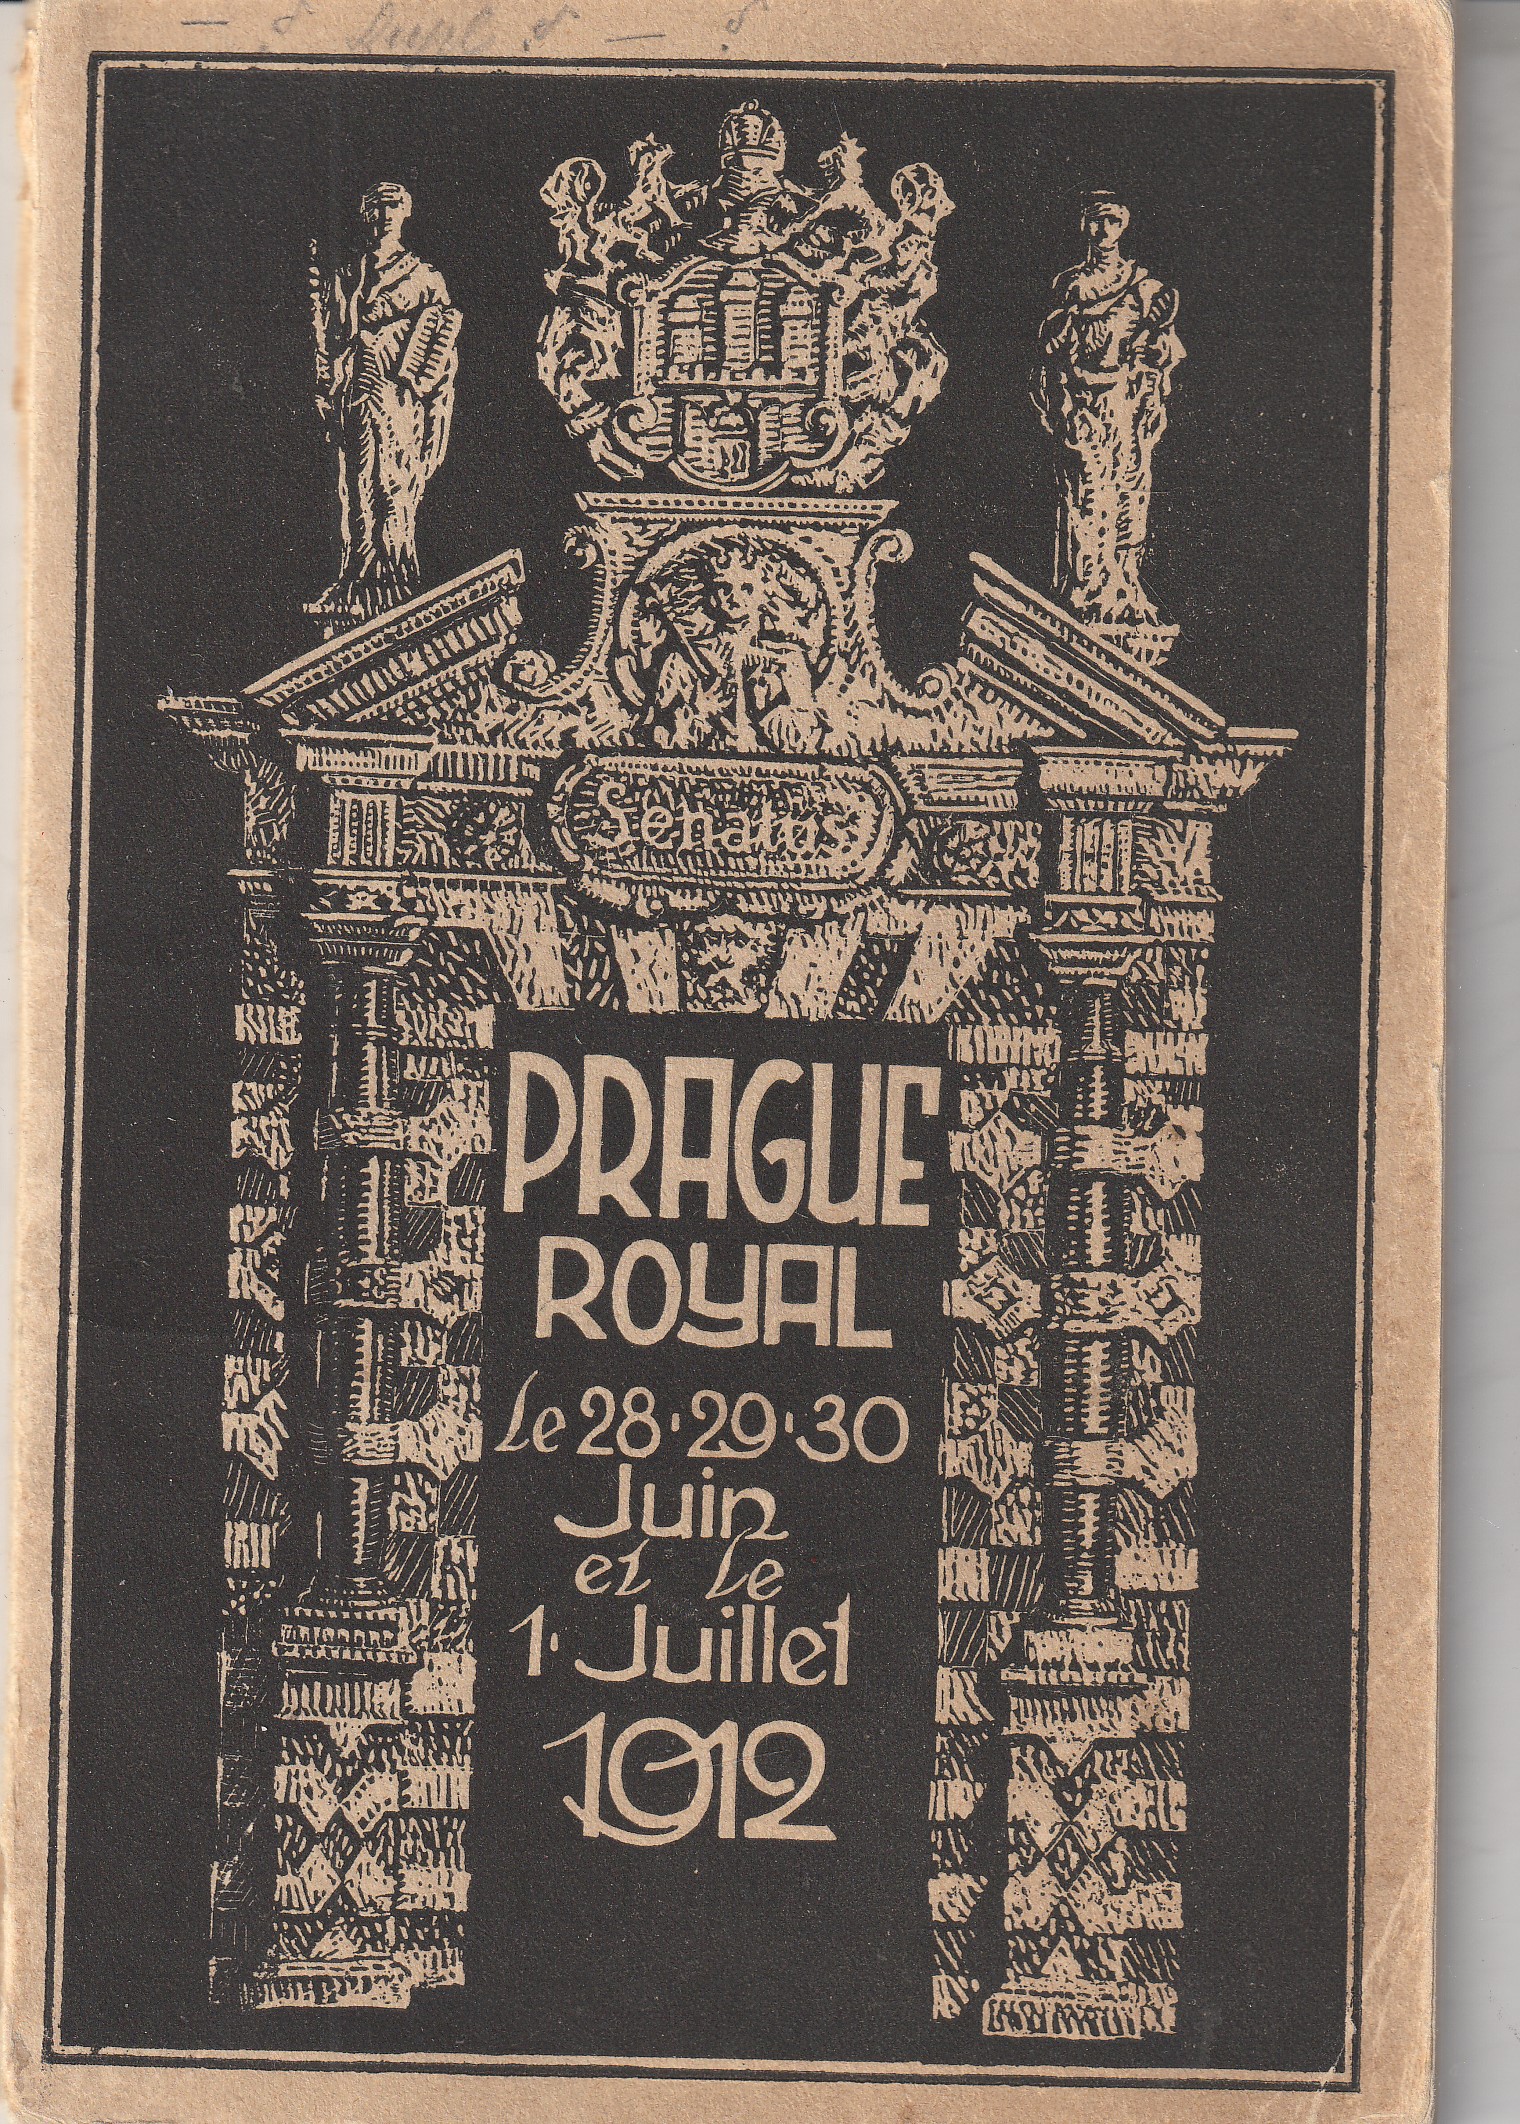 Senatus
PRAGUE
ROYAL
Le 28·29·30
Juin
et le
1· Juillet
1912